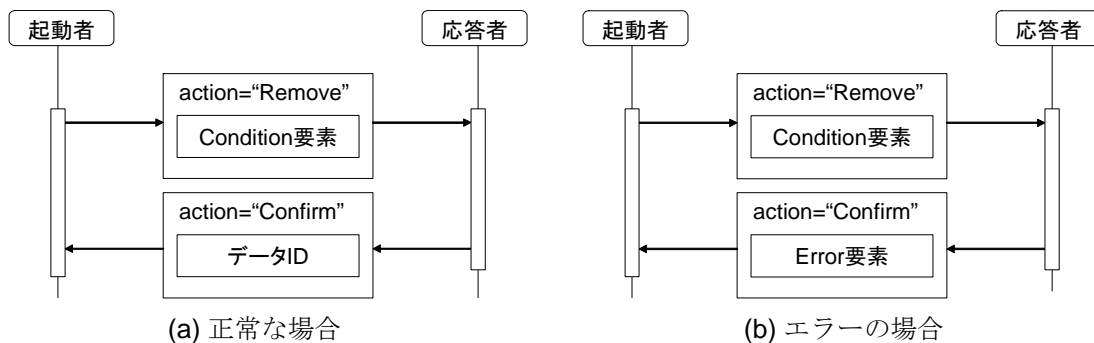 起動者
応答者
action=“Remove”
Condition要素
action=“Confirm”
データID
(a) 正常な場合
起動者
応答者
action=“Remove”
Condition要素
action=“Confirm”
Error要素
(b) エラーの場合